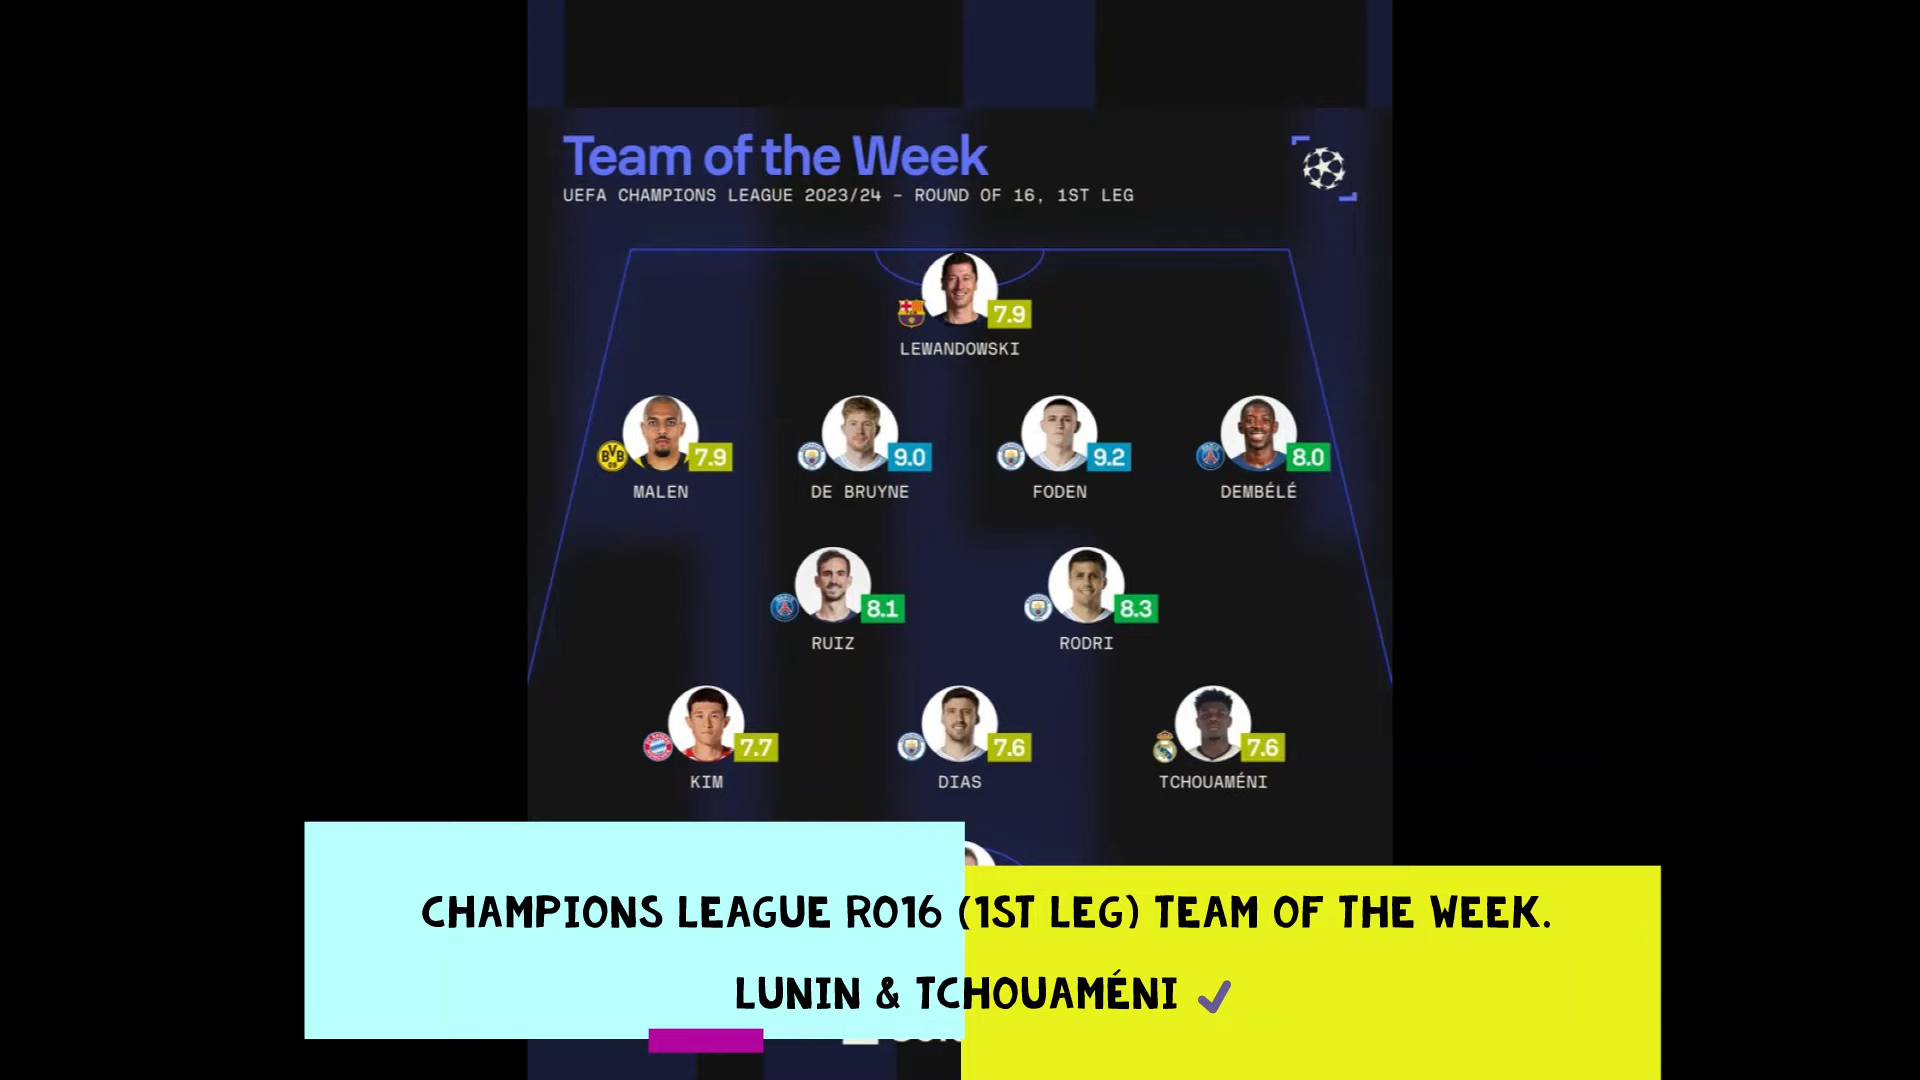 Team of the Week
UEFA CHAMPIONS LEAGUE 2023/24 – ROUND OF 16, 1ST LEG
7.9
LEWANDOWSKI
BVB 09 7.9 9.0 9.2 8.0
MALEN DE BRUYNE FODEN DEMBÉLÉ
8.1 8.3
RUIZ RODRI
7.7 7.6 7.6
KIM DIAS TCHOUAMÉNI
CHAMPIONS LEAGUE RO16 (1ST LEG) TEAM OF THE WEEK.
LUNIN & TCHOUAMÉNI ✓